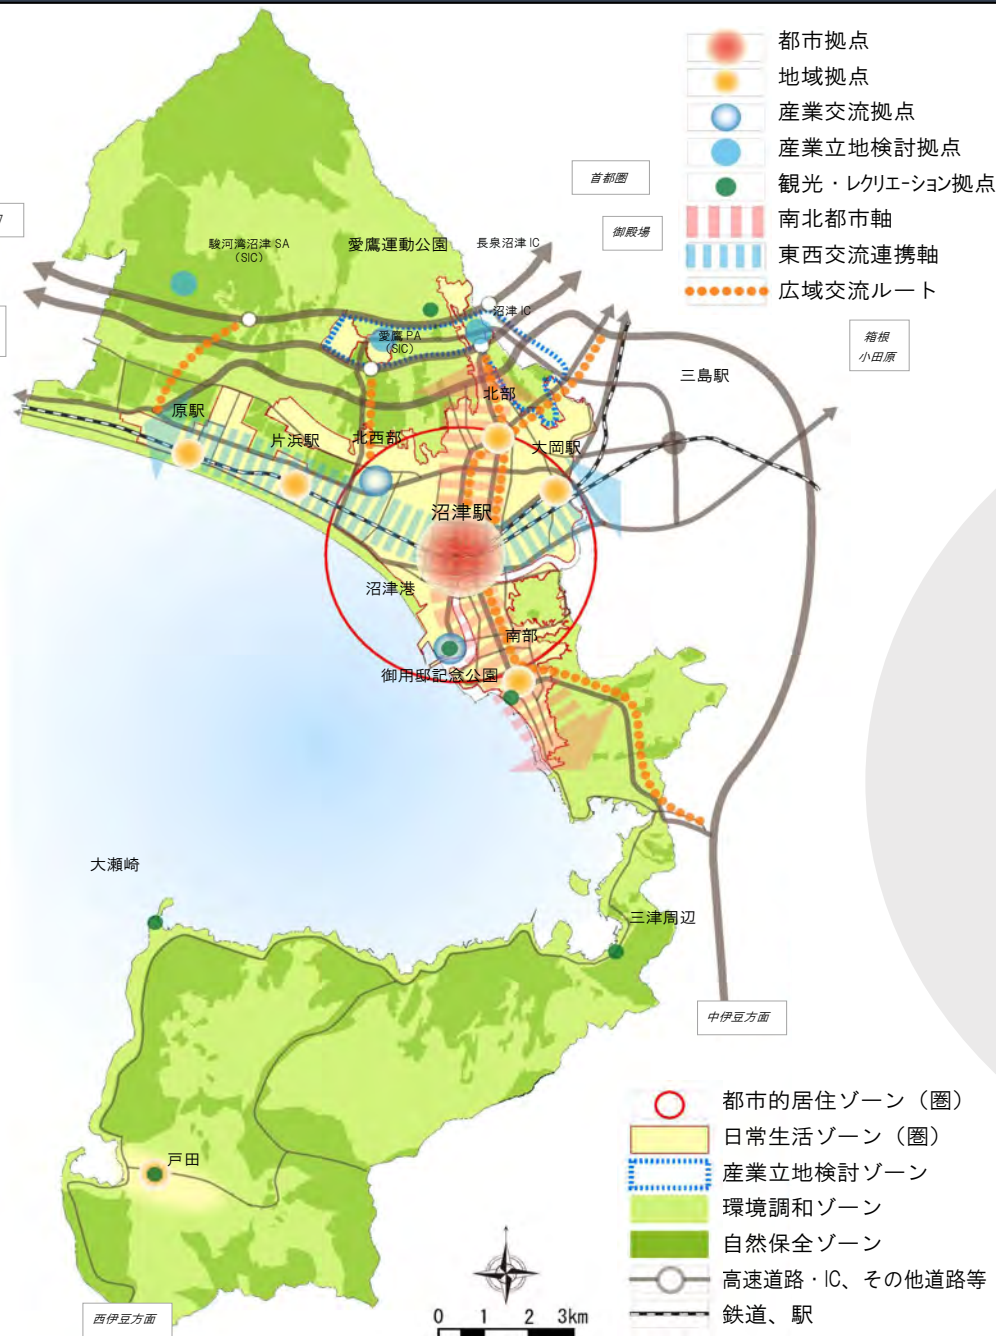 都市拠点
地域拠点
産業交流拠点
産業立地検討拠点
観光・レクリエーション拠点
南北都市軸
東西交流連携軸
広域交流ルート
首都圏
御殿場
箱根
小田原
駿河湾沼津 SA
（SIC）
愛鷹運動公園
長泉沼津 IC
沼津 IC
愛鷹 PA
（SIC）
三島駅
北部
原駅
片浜駅
北西部
大岡駅
沼津駅
沼津港
南部
御用邸記念公園
大瀬崎
三津周辺
中伊豆方面
戸田
西伊豆方面
都市的居住ゾーン（圏）
日常生活ゾーン（圏）
産業立地検討ゾーン
環境調和ゾーン
自然保全ゾーン
高速道路・IC、その他道路等
鉄道、駅
0 1 2 3km